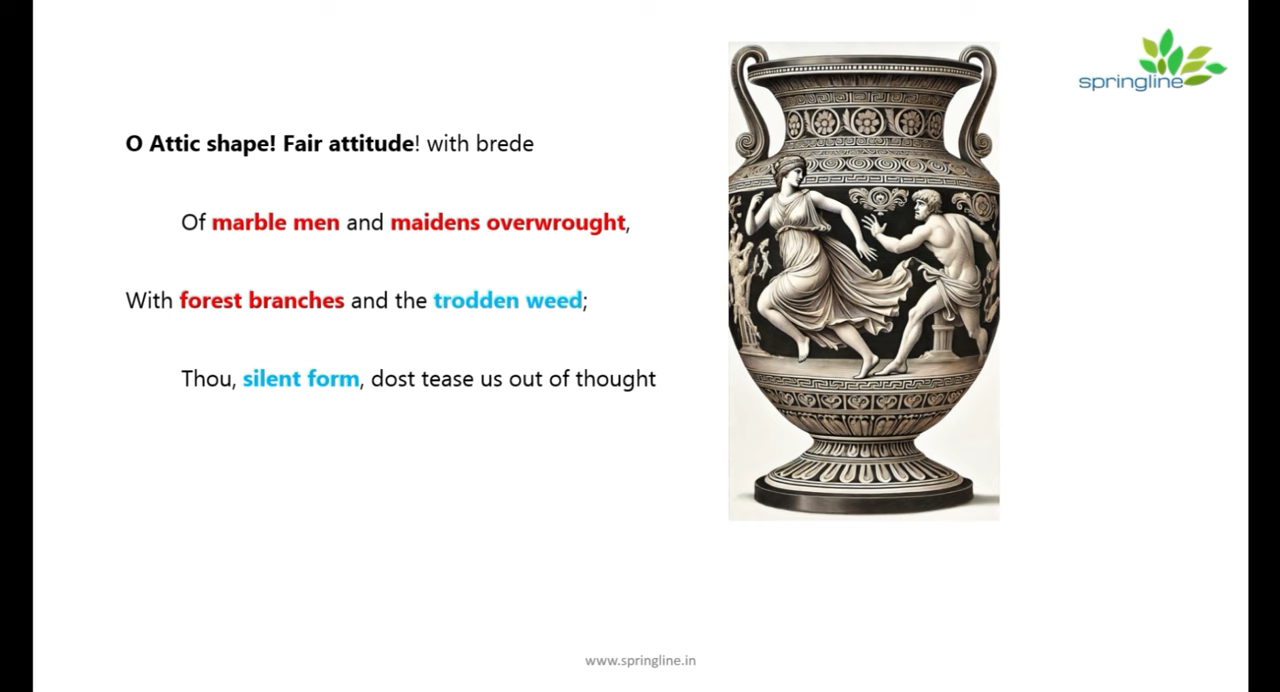 springline
O Attic shape! Fair attitude! with brede
Of marble men and maidens overwrought,
With forest branches and the trodden weed;
Thou, silent form, dost tease us out of thought
www.springline.in